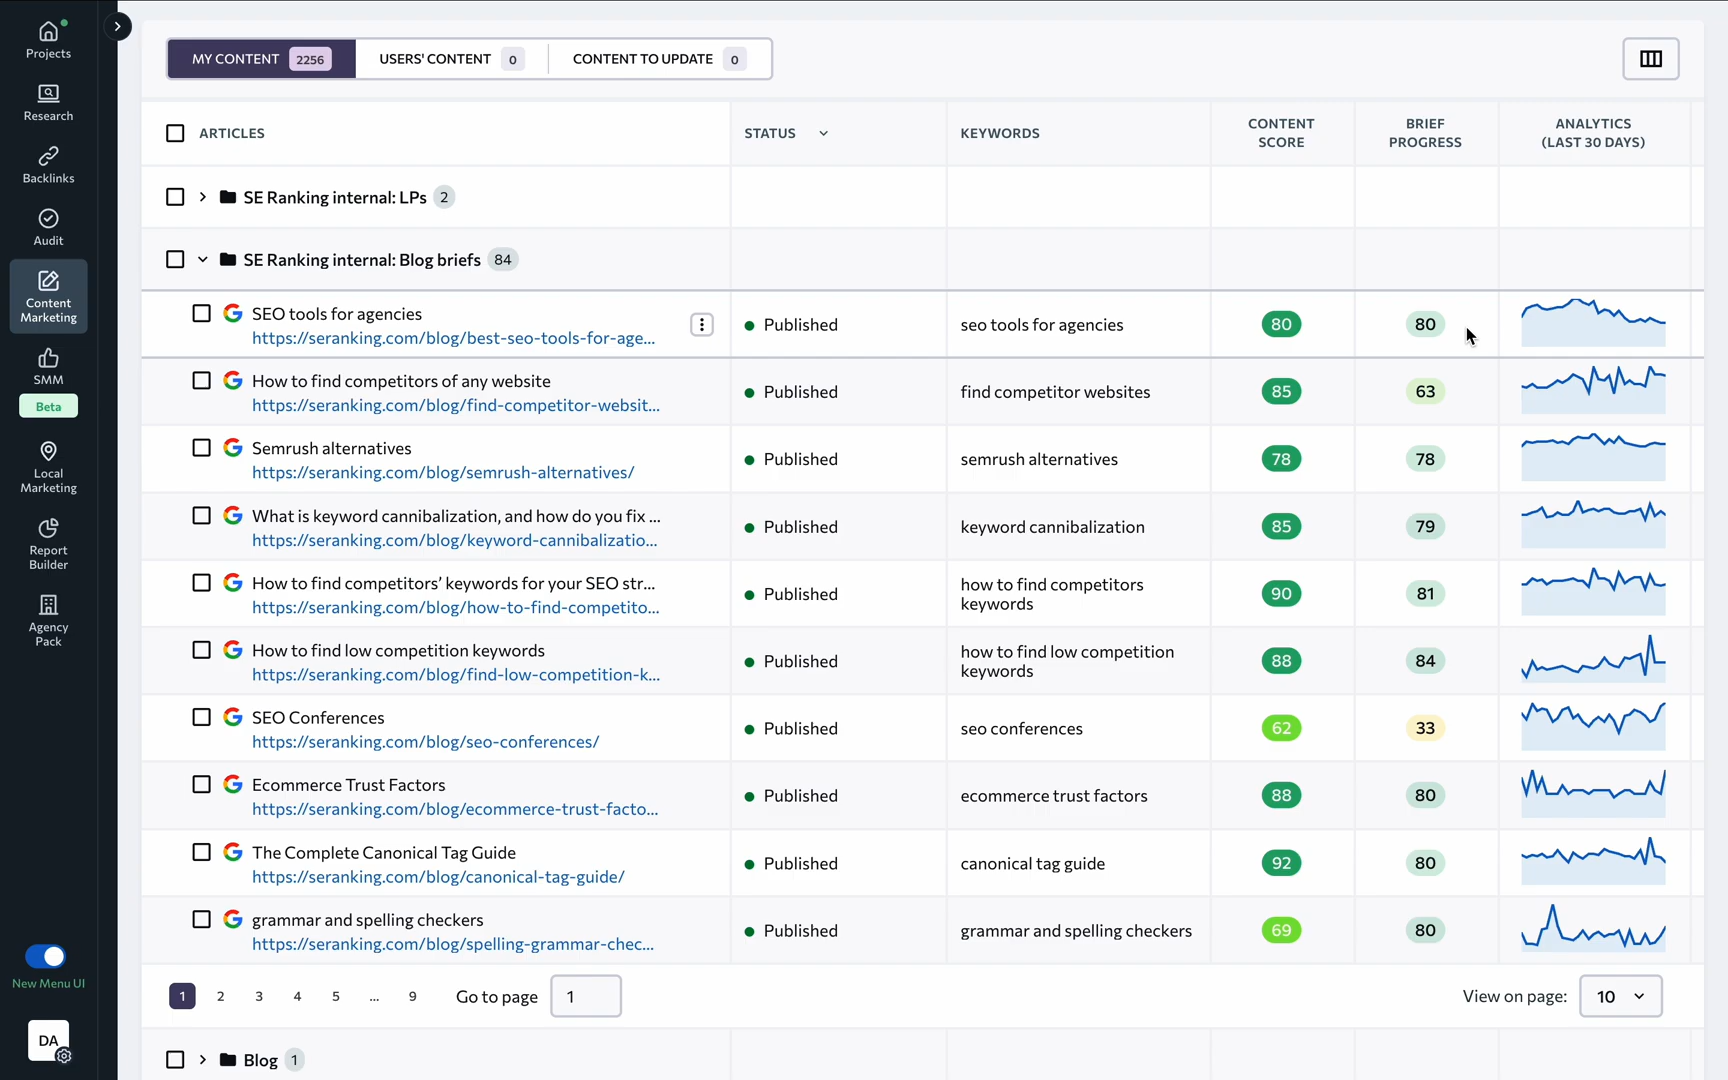 Projects
Research
Backlinks
Audit
Content
Marketing
SMM
Beta
Local
Marketing
Report
Builder
Agency
Pack
New Menu UI
DA
MY CONTENT 2256
USERS' CONTENT 0
CONTENT TO UPDATE 0
ARTICLES
STATUS
KEYWORDS
CONTENT
SCORE
BRIEF
PROGRESS
ANALYTICS
(LAST 30 DAYS)
SE Ranking internal: LPs 2
SE Ranking internal: Blog briefs 84
SEO tools for agencies
https://seranking.com/blog/best-seo-tools-for-age...
Published
seo tools for agencies
80
80
How to find competitors of any website
https://seranking.com/blog/find-competitor-websit...
Published
find competitor websites
85
63
Semrush alternatives
https://seranking.com/blog/semrush-alternatives/
Published
semrush alternatives
78
78
What is keyword cannibalization, and how do you fix ...
https://seranking.com/blog/keyword-cannibalizatio...
Published
keyword cannibalization
85
79
How to find competitors’ keywords for your SEO str...
https://seranking.com/blog/how-to-find-competito...
Published
how to find competitors
keywords
90
81
How to find low competition keywords
https://seranking.com/blog/find-low-competition-k...
Published
how to find low competition
keywords
88
84
SEO Conferences
https://seranking.com/blog/seo-conferences/
Published
seo conferences
62
33
Ecommerce Trust Factors
https://seranking.com/blog/ecommerce-trust-facto...
Published
ecommerce trust factors
88
80
The Complete Canonical Tag Guide
https://seranking.com/blog/canonical-tag-guide/
Published
canonical tag guide
92
80
grammar and spelling checkers
https://seranking.com/blog/spelling-grammar-chec...
Published
grammar and spelling checkers
69
80
1 2 3 4 5 ... 9 Go to page 1
View on page: 10
Blog 1